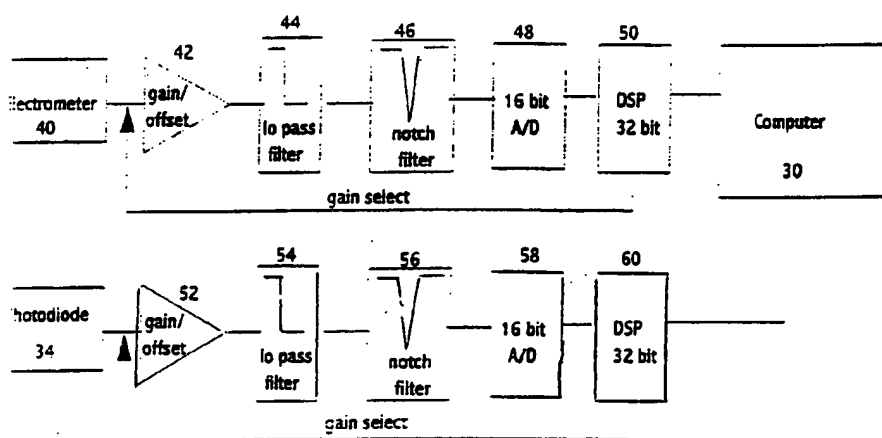 44
42
46
48
50
lectrometer
40
gain/
offset
lo pass
filter
notch
filter
16 bit
A/D
DSP
32 bit
Computer
30
gain select
54
52
56
58
60
hotodiode
34
gain/
offset
lo pass
filter
notch
filter
16 bit
A/D
DSP
32 bit
gain select